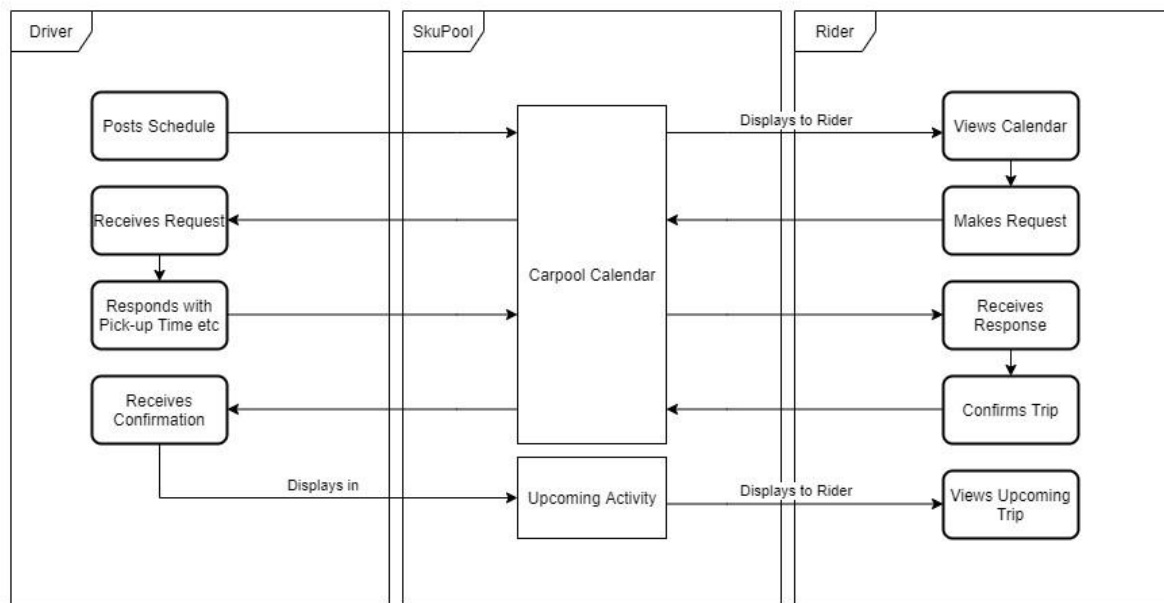 Driver
SkuPool
Rider
Posts Schedule
Displays to Rider
Views Calendar
Receives Request
Makes Request
Carpool Calendar
Responds with
Pick-up Time etc
Receives
Response
Receives
Confirmation
Confirms Trip
Displays in
Upcoming Activity
Displays to Rider
Views Upcoming
Trip